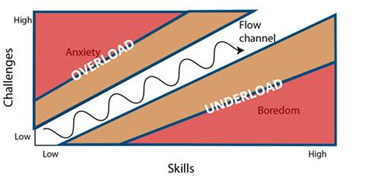 High
Challenges
Low
Anxiety
OVERLOAD
Flow
channel
UNDERLOAD
Boredom
Low
High
Skills